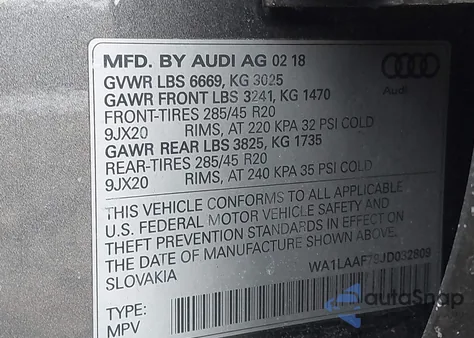 MFD. BY AUDI AG 02 18
GVWR LBS 6669, KG 3025
GAWR FRONT LBS 3241, KG 1470
FRONT-TIRES 285/45 R20
9JX20 RIMS, AT 220 KPA 32 PSI COLD
GAWR REAR LBS 3825, KG 1735
REAR-TIRES 285/45 R20
9JX20 RIMS, AT 240 KPA 35 PSI COLD
Audi
THIS VEHICLE CONFORMS TO ALL APPLICABLE
U.S. FEDERAL MOTOR VEHICLE SAFETY AND
THEFT PREVENTION STANDARDS IN EFFECT ON
THE DATE OF MANUFACTURE SHOWN ABOVE
SLOVAKIA
WA1LAAF78JD032809
TYPE:
MPV
autoSnap